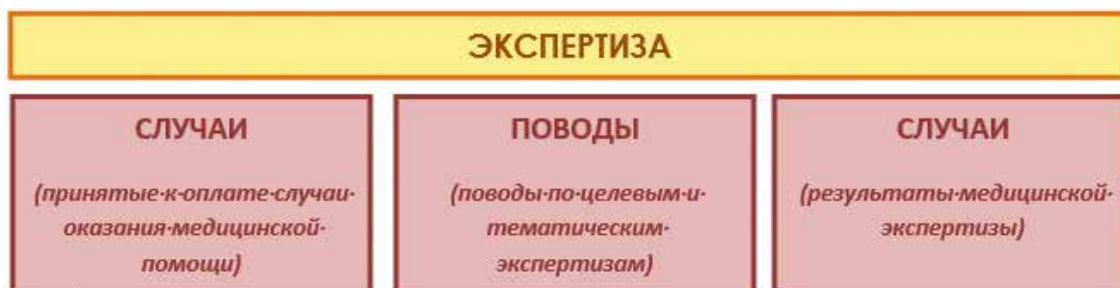 ЭКСПЕРТИЗА
СЛУЧАИ
(принятые·к·оплате·случаи·
оказания·медицинской·
помощи)
ПОВОДЫ
(поводы·по·целевым·и·
тематическим·
экспертизам)
СЛУЧАИ
(результаты·медицинской·
экспертизы)